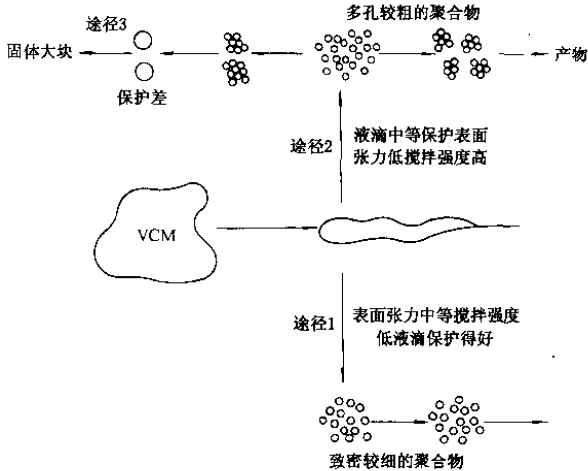 多孔较粗的聚合物
途径3
固体大块
产物
保护差
途径2
液滴中等保护表面
张力低搅拌强度高
VCM
途径1
表面张力中等搅拌强度
低液滴保护得好
致密较细的聚合物